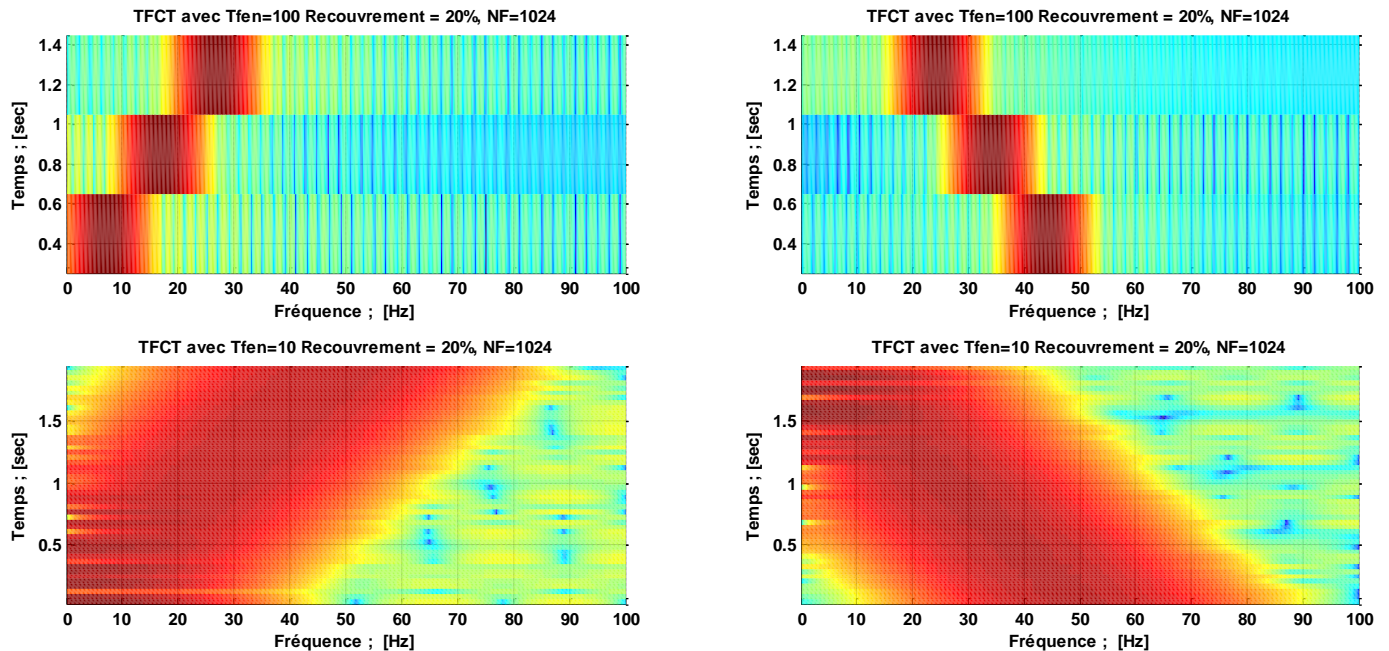 TFCT avec Tfen=100 Recouvrement = 20%, NF=1024
1.4
1.2
1
0.8
0.6
0.4
Temps ; [sec]
0 10 20 30 40 50 60 70 80 90 100
Fréquence ; [Hz]
TFCT avec Tfen=100 Recouvrement = 20%, NF=1024
1.4
1.2
1
0.8
0.6
0.4
Temps ; [sec]
0 10 20 30 40 50 60 70 80 90 100
Fréquence ; [Hz]
TFCT avec Tfen=10 Recouvrement = 20%, NF=1024
1.5
1
0.5
Temps ; [sec]
0 10 20 30 40 50 60 70 80 90 100
Fréquence ; [Hz]
TFCT avec Tfen=10 Recouvrement = 20%, NF=1024
1.5
1
0.5
Temps ; [sec]
0 10 20 30 40 50 60 70 80 90 100
Fréquence ; [Hz]